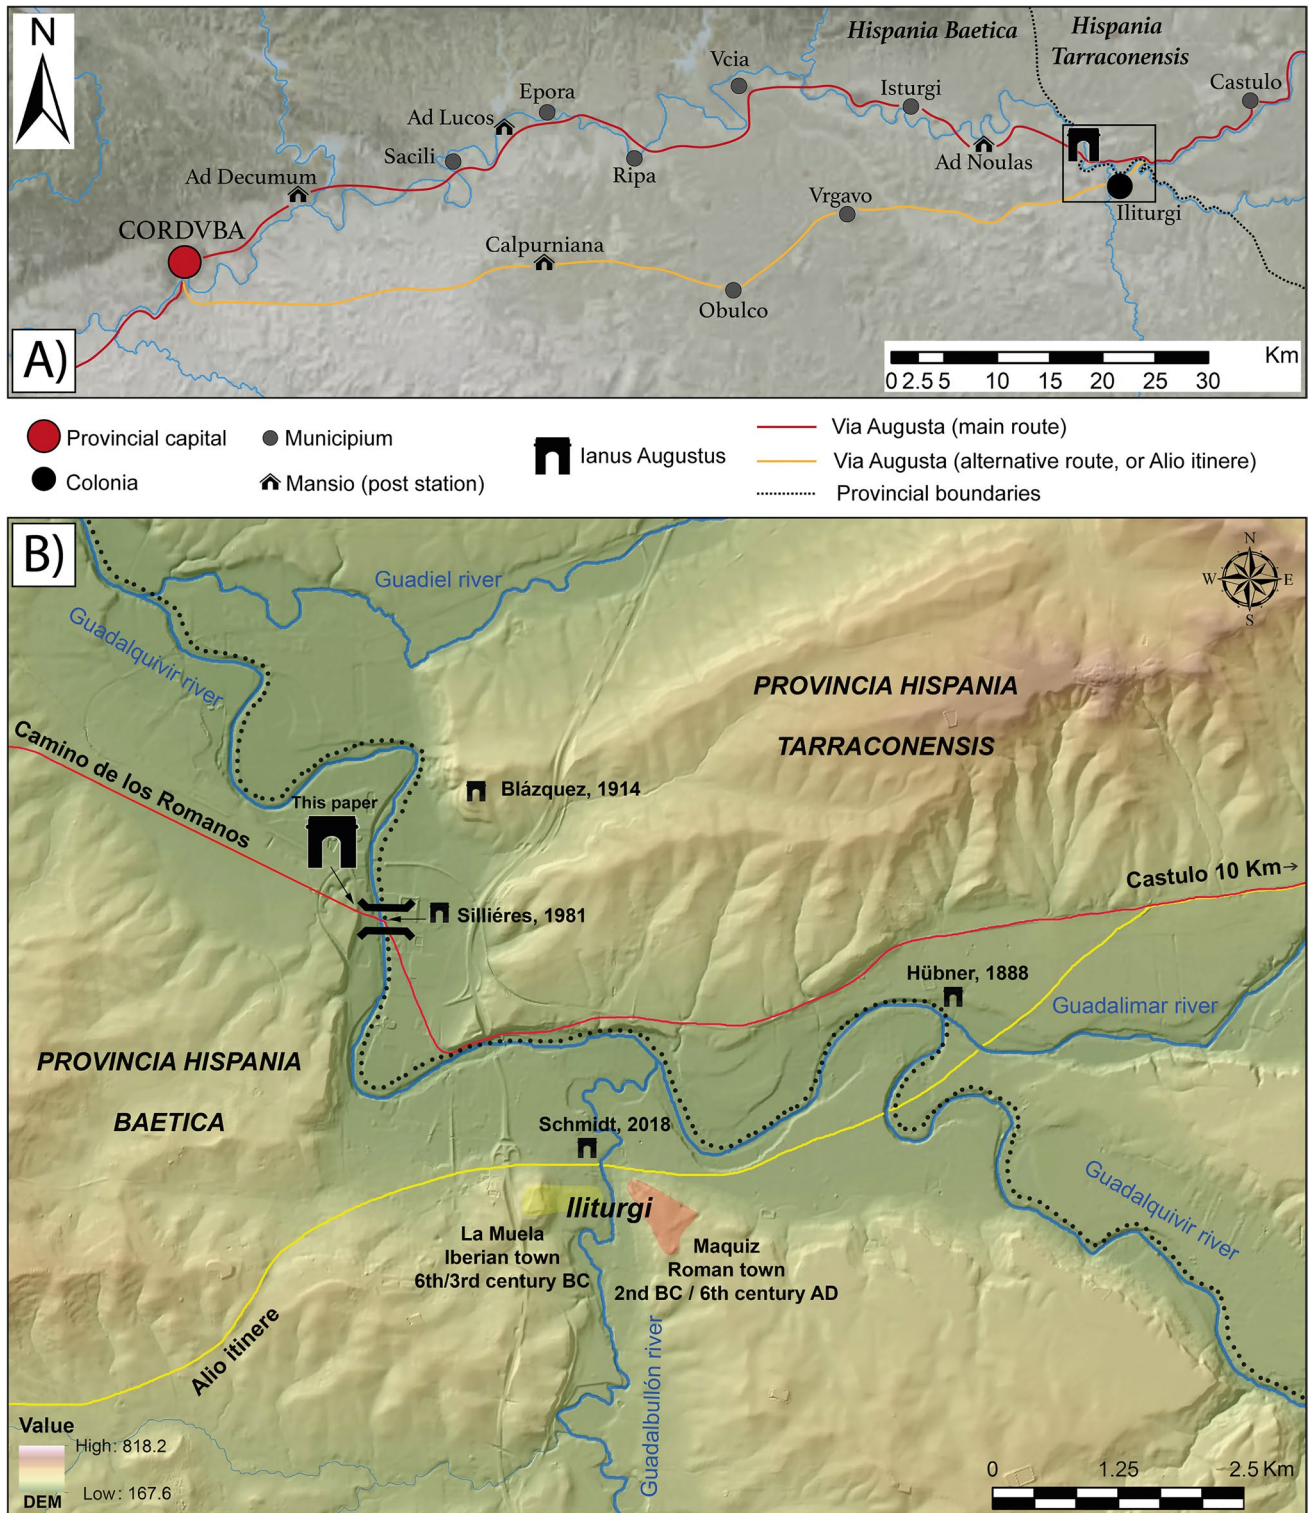 N
Hispania Baetica
Hispania
Tarraconensis
Vcia
Isturgi
Castulo
Epora
Ad Lucos
Sacili
Ripa
Ad Noulas
Ad Decumum
Vrgavo
Iliturgi
CORDVBA
Calpurniana
Obulco
A)
Km
0 2.5 5 10 15 20 25 30
Provincial capital
Municipium
Ianus Augustus
Via Augusta (main route)
Colonia
Mansio (post station)
Via Augusta (alternative route, or Alio itinere)
Provincial boundaries
B)
N
W E
S
Guadiel river
Guadalquivir river
PROVINCIA HISPANIA
TARRACONENSIS
Camino de los Romanos
This paper
Blázquez, 1914
Castulo 10 Km→
Silliéres, 1981
Hübner, 1888
Guadalimar river
PROVINCIA HISPANIA
BAETICA
Schmidt, 2018
Guadalquivir river
Iliturgi
La Muela
Iberian town
6th/3rd century BC
Maquiz
Roman town
2nd BC / 6th century AD
Alio itinere
Guadalbullón river
Value
High: 818.2
Low: 167.6
DEM
0 1.25 2.5 Km